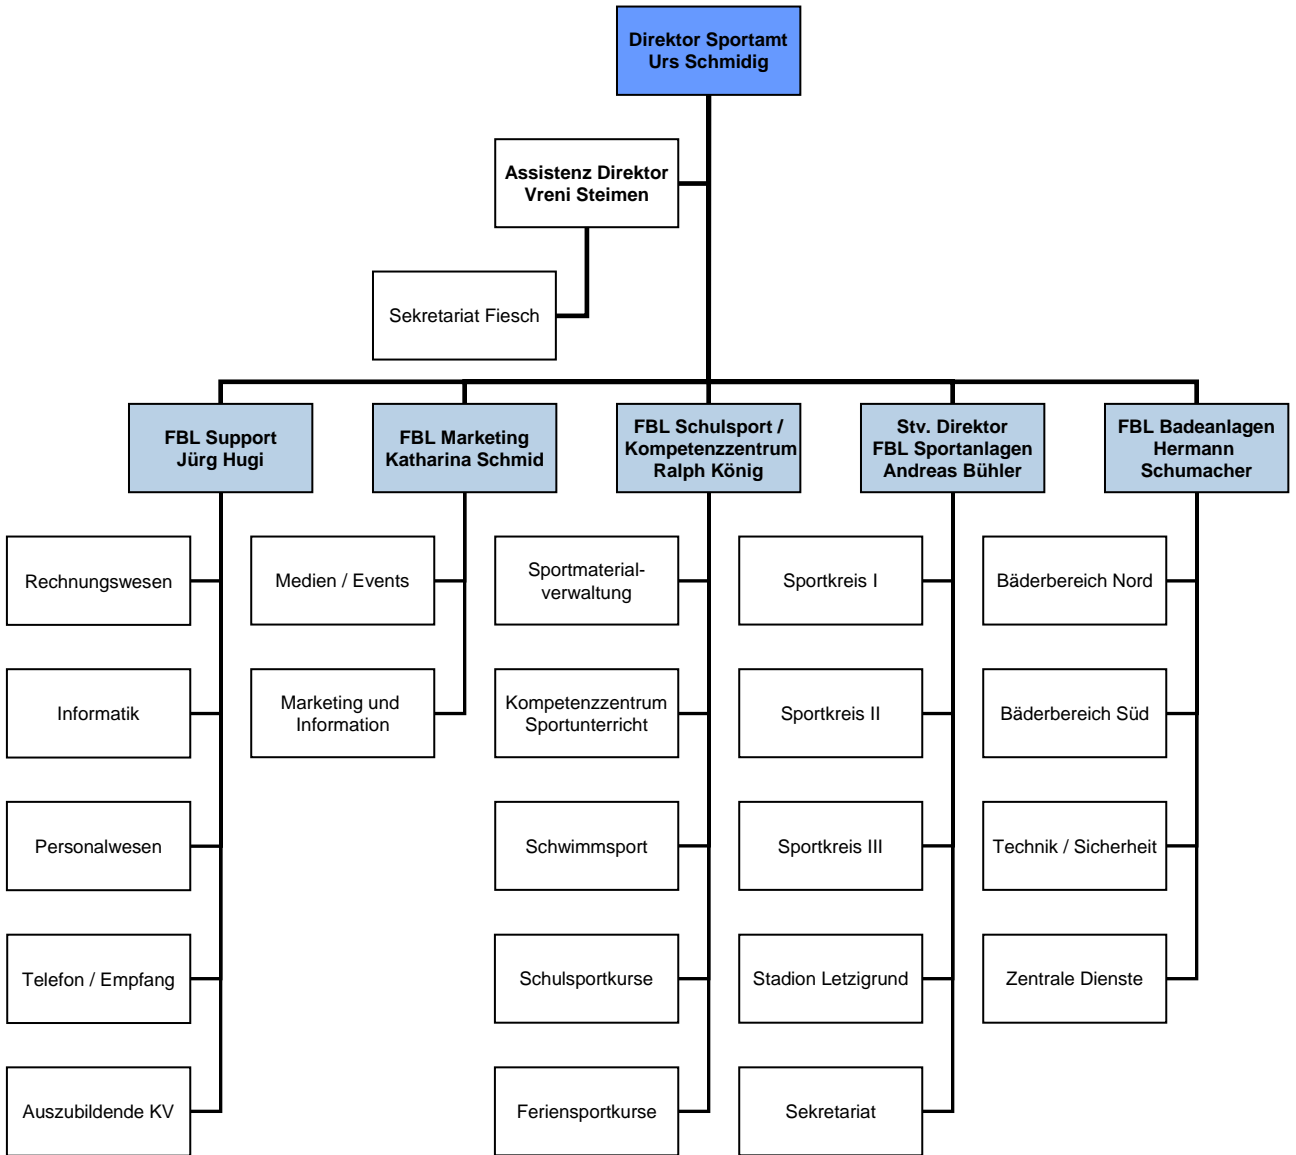 Direktor Sportamt
Urs Schmidig
Assistenz Direktor
Vreni Steimen
Sekretariat Fiesch
FBL Support
Jürg Hugi
FBL Marketing
Katharina Schmid
FBL Schulsport /
Kompetenzzentrum
Ralph König
Stv. Direktor
FBL Sportanlagen
Andreas Bühler
FBL Badeanlagen
Hermann
Schumacher
Rechnungswesen
Informatik
Personalwesen
Telefon / Empfang
Auszubildende KV
Medien / Events
Marketing und
Information
Sportmaterial-
verwaltung
Kompetenzzentrum
Sportunterricht
Schwimmsport
Schulsportkurse
Feriensportkurse
Sportkreis I
Sportkreis II
Sportkreis III
Stadion Letzigrund
Sekretariat
Bäderbereich Nord
Bäderbereich Süd
Technik / Sicherheit
Zentrale Dienste